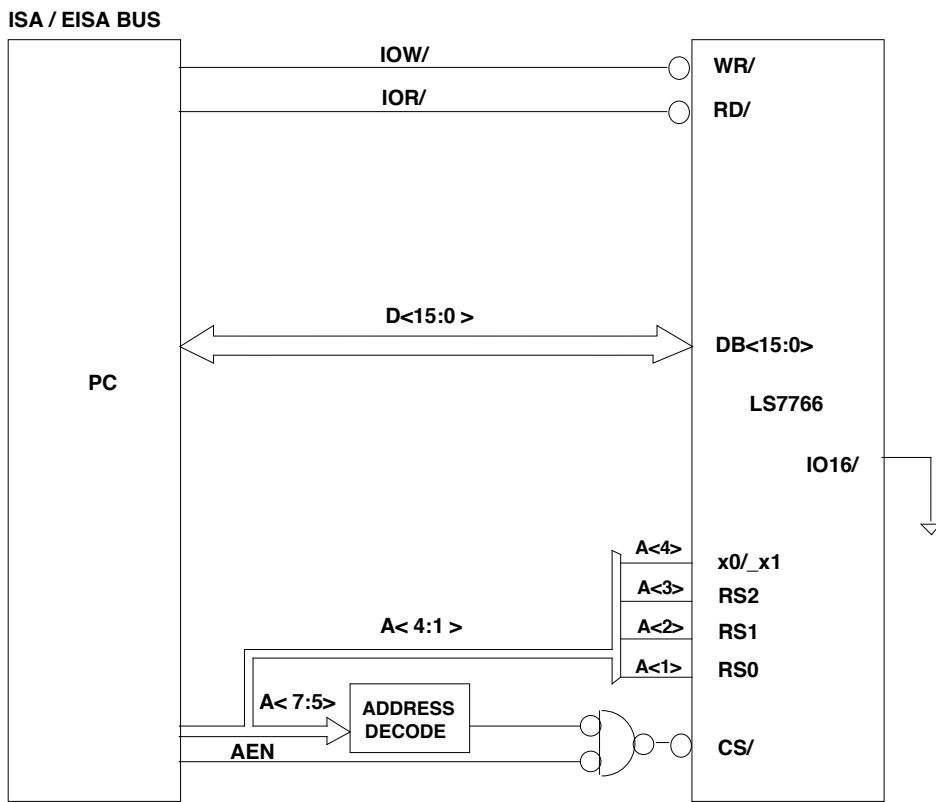 ISA / EISA BUS
IOW/
WR/
IOR/
RD/
D<15:0 >
DB<15:0>
PC
LS7766
IO16/
A<4>
x0/_x1
A<3>
RS2
A< 4:1 >
A<2>
RS1
A<1>
RS0
A< 7:5>
ADDRESS
DECODE
AEN
CS/